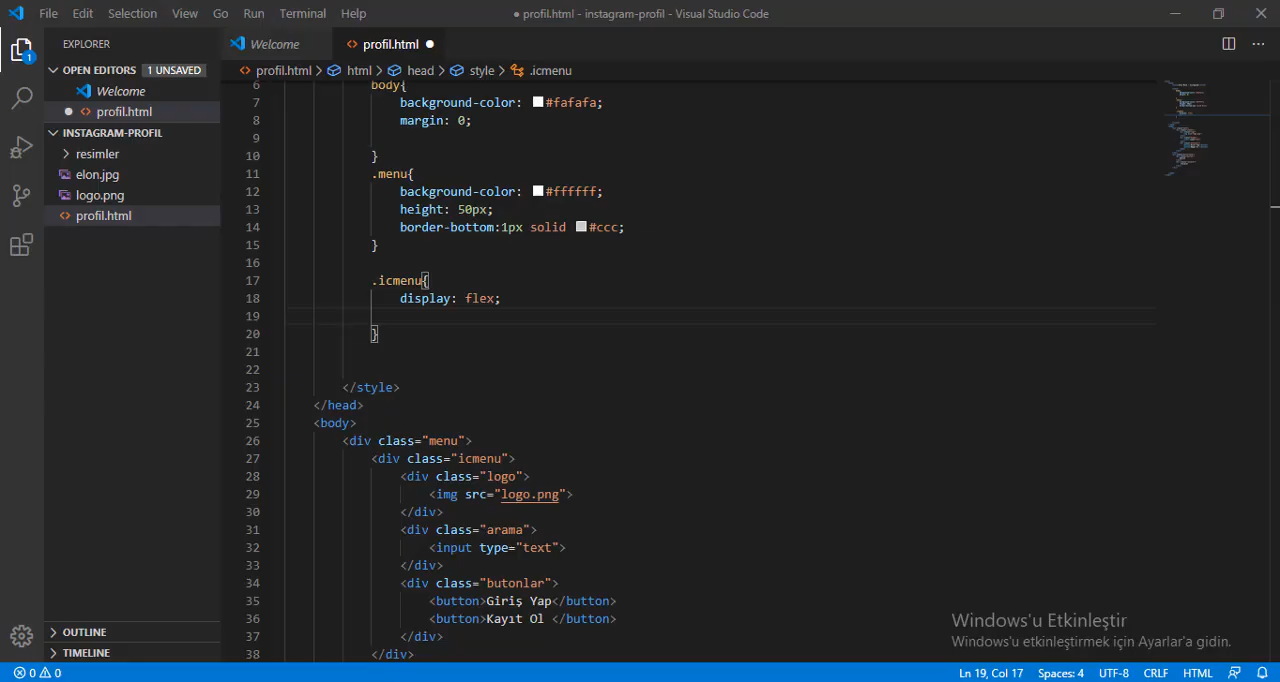 File Edit Selection View Go Run Terminal Help
● profil.html - instagram-profil - Visual Studio Code
EXPLORER
OPEN EDITORS 1 UNSAVED
Welcome
profil.html
INSTAGRAM-PROFIL
resimler
elon.jpg
logo.png
profil.html
OUTLINE
TIMELINE
1
Welcome
<> profil.html
<> profil.html > html > head > style > .icmenu
6 body{
7 background-color: #fafafa;
8 margin: 0;
9
10 }
11 .menu{
12 background-color: #ffffff;
13 height: 50px;
14 border-bottom:1px solid #ccc;
15 }
16
17 .icmenu{
18 display: flex;
19
20 }
21
22
23 </style>
24 </head>
25 <body>
26 <div class="menu">
27 <div class="icmenu">
28 <div class="logo">
29 <img src="logo.png">
30 </div>
31 <div class="arama">
32 <input type="text">
33 </div>
34 <div class="butonlar">
35 <button>Giriş Yap</button>
36 <button>Kayıt Ol </button>
37 </div>
38 </div>
Windows'u Etkinleştir
Windows'u etkinleştirmek için Ayarlar'a gidin.
0 0
Ln 19, Col 17 Spaces: 4 UTF-8 CRLF HTML